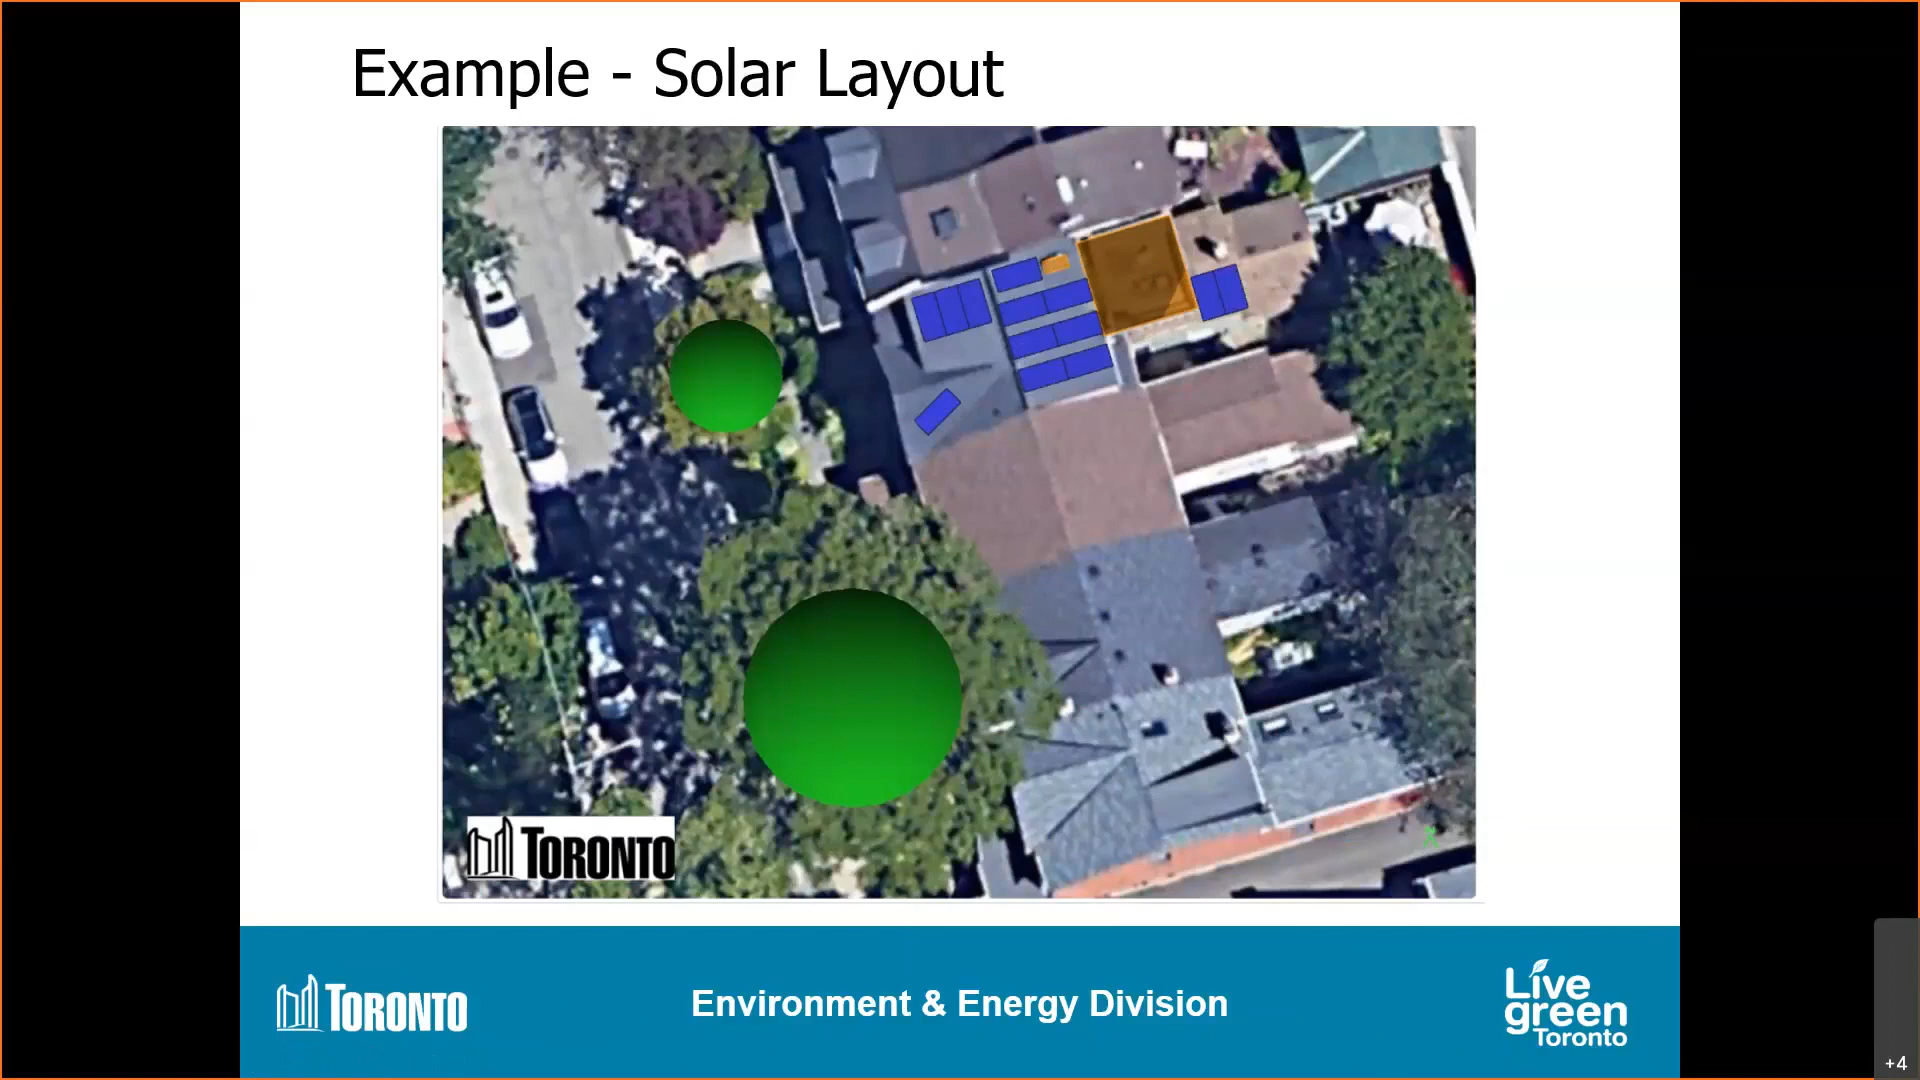 Example - Solar Layout
TORONTO
TORONTO
Environment & Energy Division
Live
green
Toronto
+4